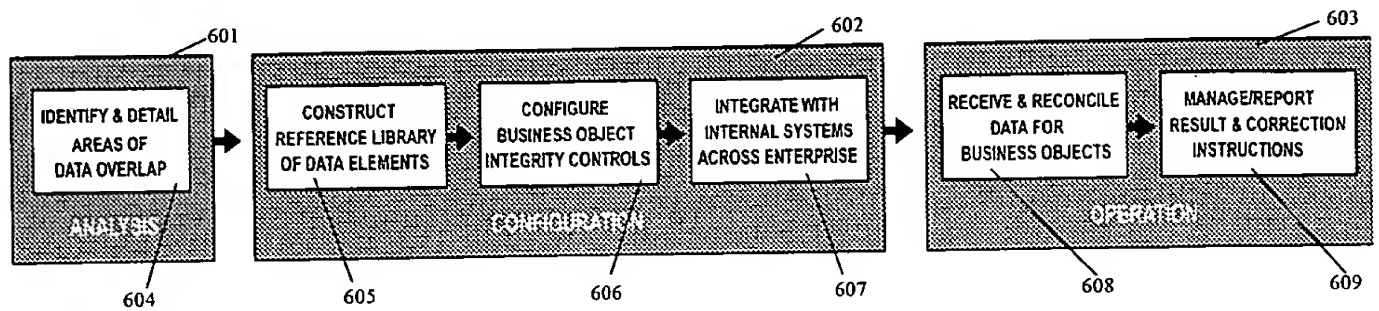 601
602
603
IDENTIFY & DETAIL
AREAS OF
DATA OVERLAP
ANALYSIS
CONSTRUCT
REFERENCE LIBRARY
OF DATA ELEMENTS
CONFIGURE
BUSINESS OBJECT
INTEGRITY CONTROLS
INTEGRATE WITH
INTERNAL SYSTEMS
ACROSS ENTERPRISE
CONFIGURATION
RECEIVE & RECONCILE
DATA FOR
BUSINESS OBJECTS
MANAGE/REPORT
RESULT & CORRECTION
INSTRUCTIONS
OPERATION
604
605
606
607
608
609